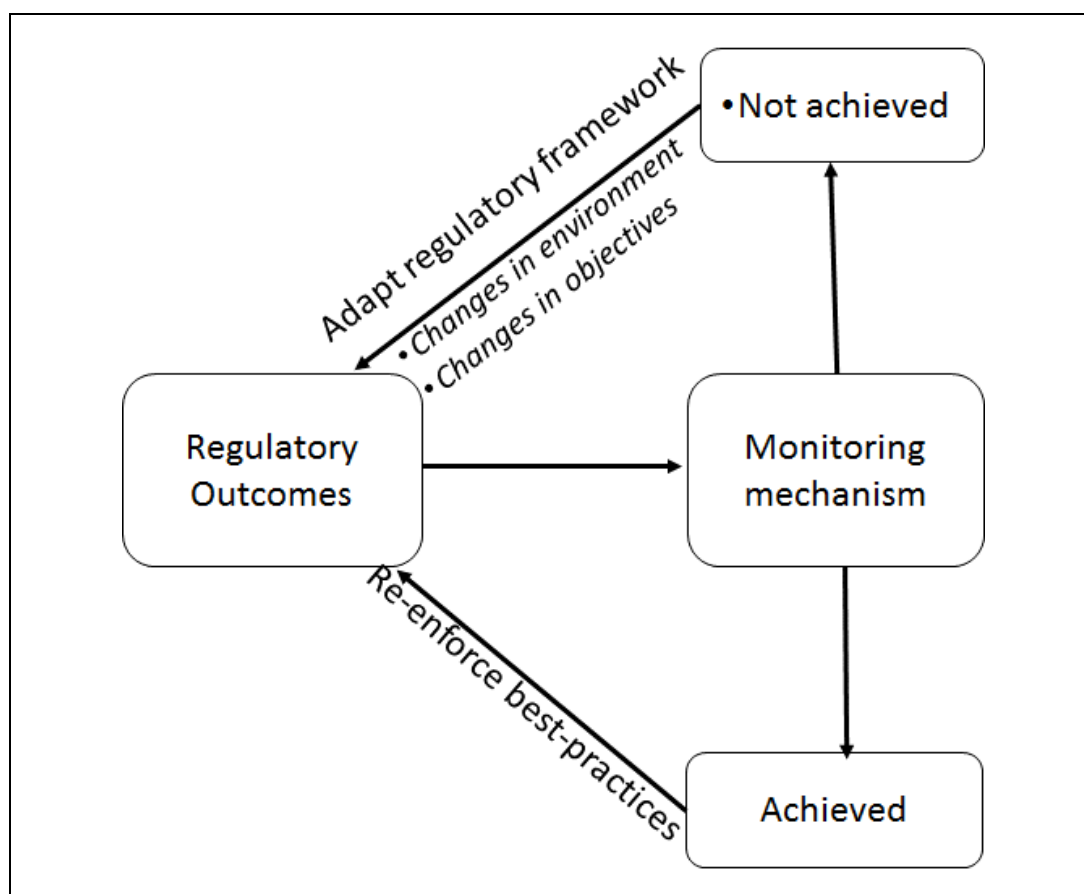 •Not achieved
Adapt regulatory framework
•Changes in environment
•Changes in objectives
Regulatory
Outcomes
Monitoring
mechanism
Re-enforce best-practices
Achieved